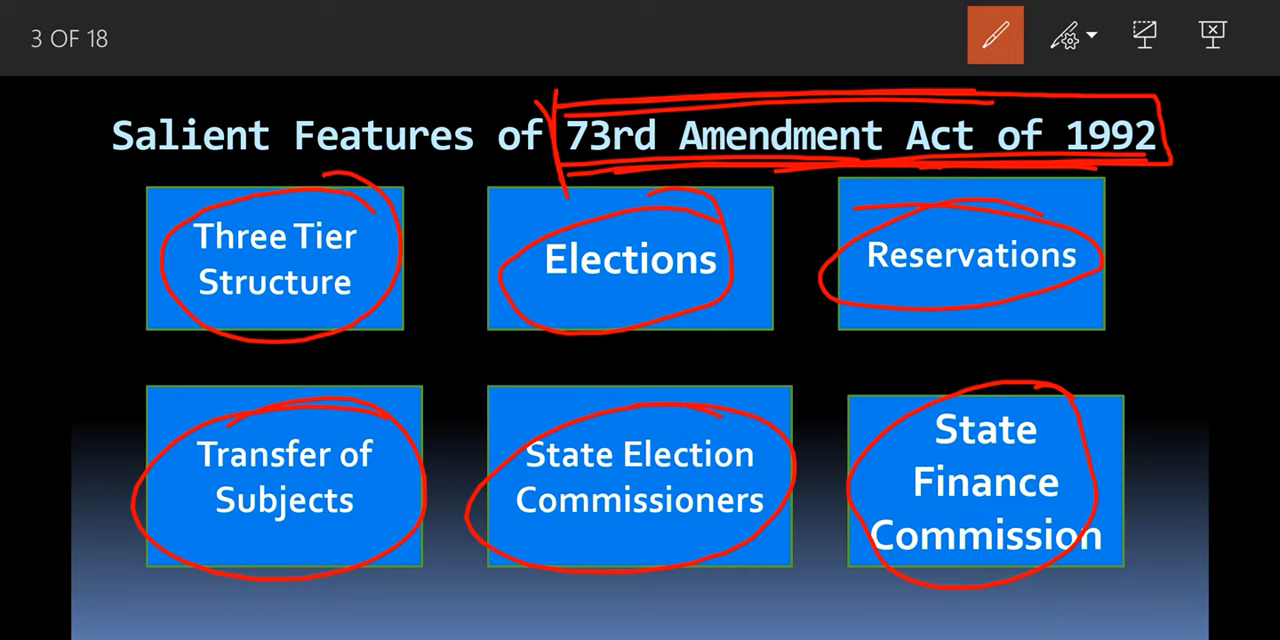 3 OF 18
Salient Features of 73rd Amendment Act of 1992
Three Tier
Structure
Elections
Reservations
Transfer of
Subjects
State Election
Commissioners
State
Finance
Commission